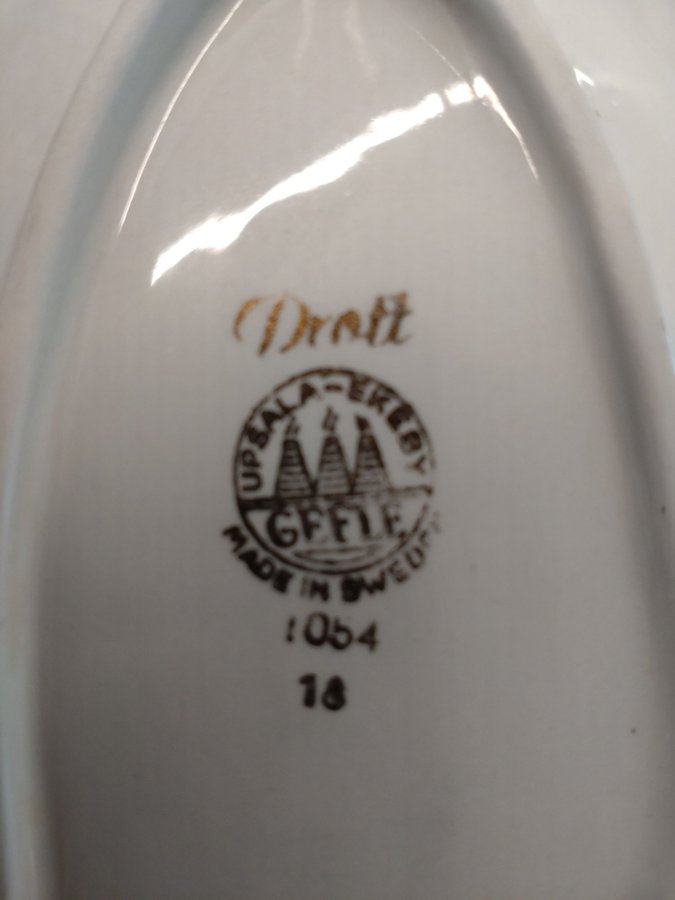 Drott
UPSALA-EKEBY
GEFLE
MADE IN SWEDEN
1054
18